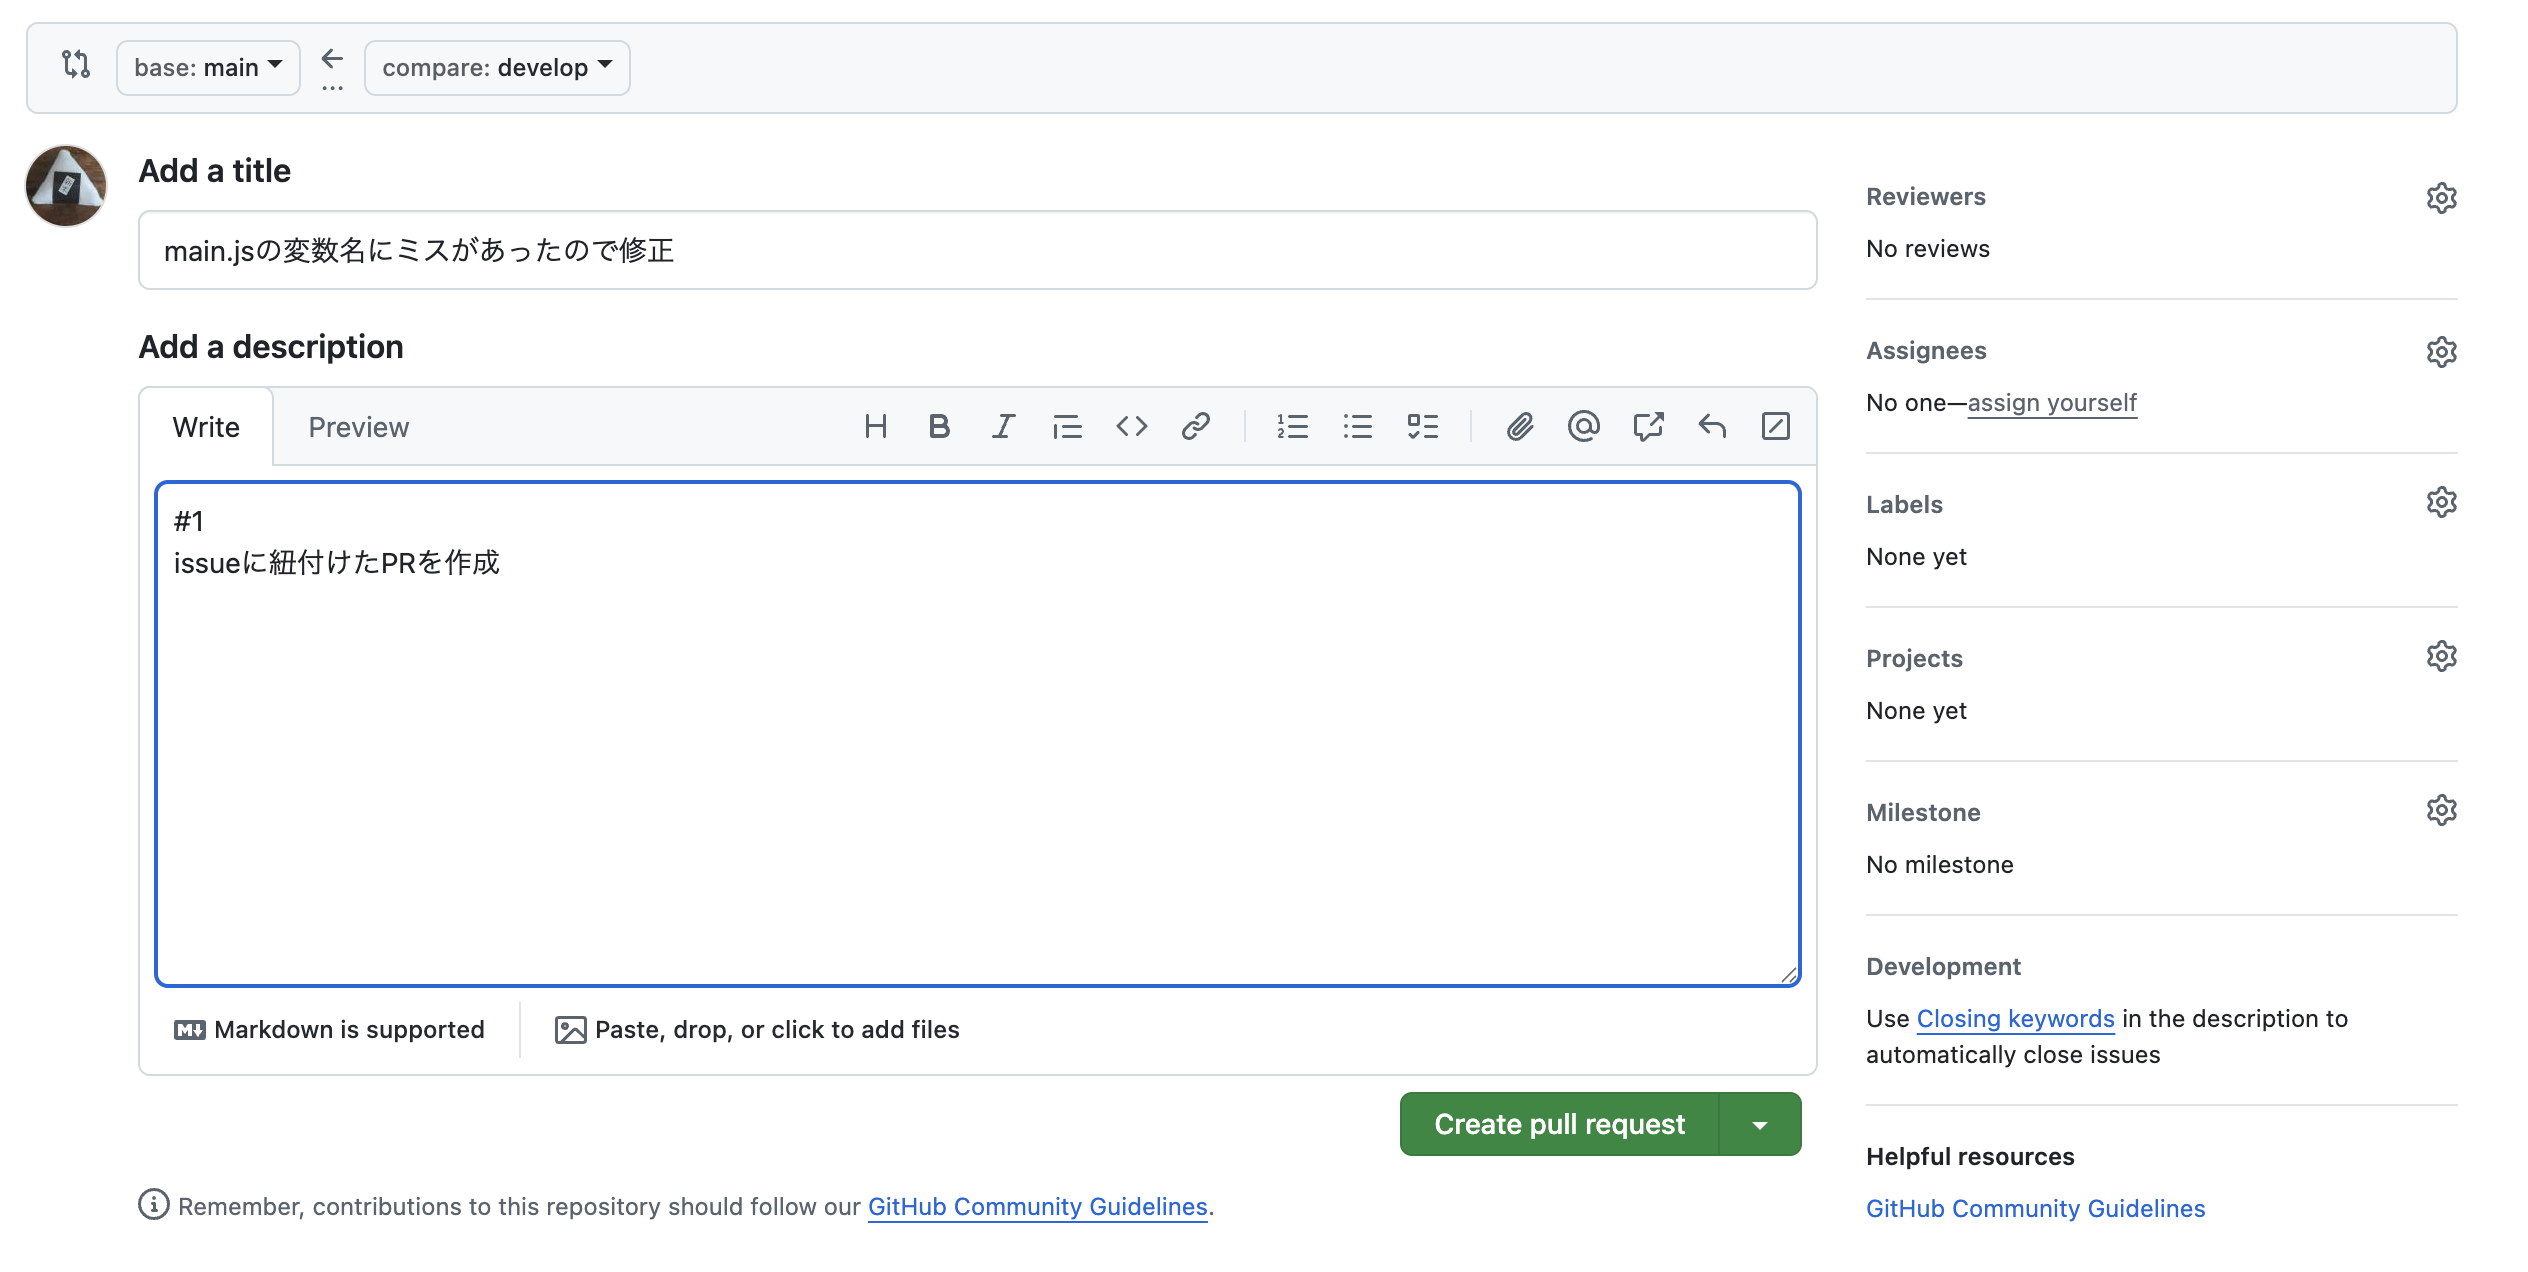 base: main
compare: develop
Add a title
main.jsの変数名にミスがあったので修正
Add a description
Write
Preview
#1
issueに紐付けたPRを作成
Markdown is supported
Paste, drop, or click to add files
Create pull request
Remember, contributions to this repository should follow our GitHub Community Guidelines.
Reviewers
No reviews
Assignees
No one—assign yourself
Labels
None yet
Projects
None yet
Milestone
No milestone
Development
Use Closing keywords in the description to
automatically close issues
Helpful resources
GitHub Community Guidelines